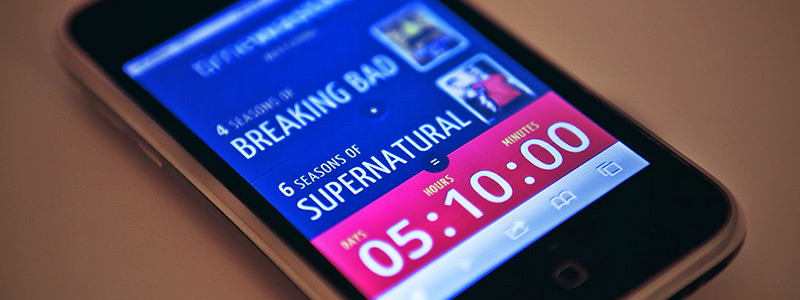 4 SEASONS OF
BREAKING BAD
+
6 SEASONS OF
SUPERNATURAL
=
DAYS HOURS MINUTES
05:10:00